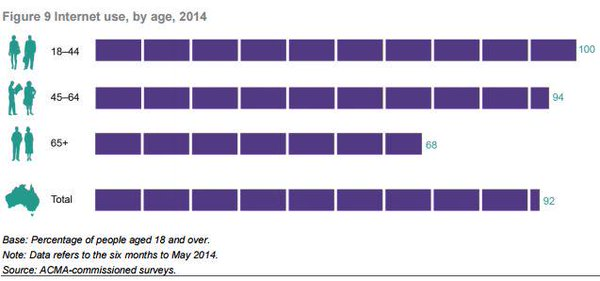 Figure 9 Internet use, by age, 2014
18–44 100
45–64 94
65+ 68
Total 92
Base: Percentage of people aged 18 and over.
Note: Data refers to the six months to May 2014.
Source: ACMA-commissioned surveys.